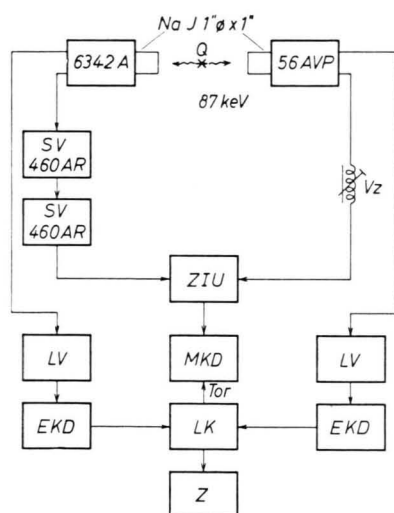 Na J 1"ø x 1"
6342 A
Q
56 AVP
87 keV
SV
460AR
SV
460AR
Vz
ZIU
LV
MKD
LV
Tor
EKD
LK
EKD
Z